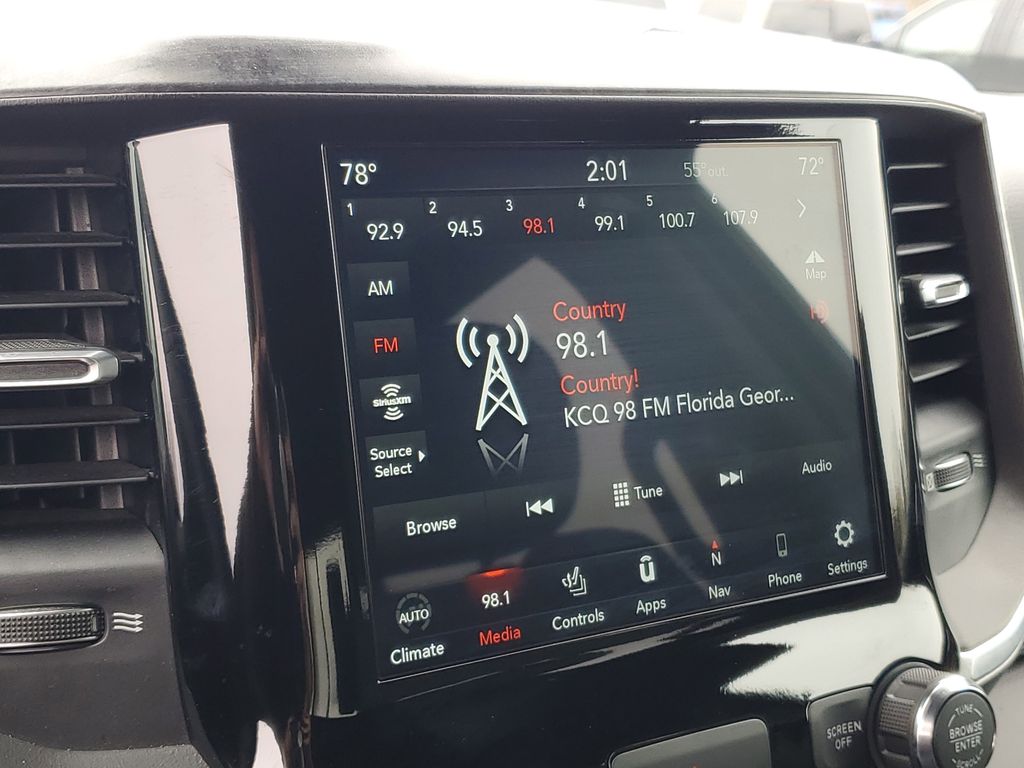 78° 2:01 55°out. 72°
1 92.9 2 94.5 3 98.1 4 99.1 5 100.7 6 107.9
AM
FM
SiriusXM
Source
Select
Map
Country
98.1
Country!
KCQ 98 FM Florida Geor...
Browse Tune Audio
AUTO 98.1 N
Climate Media Controls Apps Nav Phone Settings
SCREEN
OFF
TUNE
BROWSE
ENTER
SCROLL